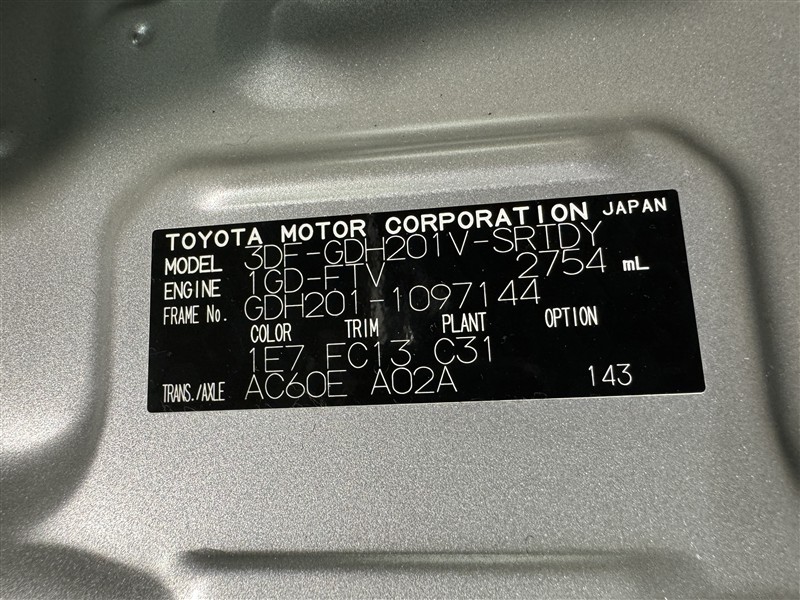 TOYOTA MOTOR CORPORATION JAPAN
MODEL 3DF-GDH201V-SRTDY
ENGINE 1GD-FTV 2754 mL
FRAME No. GDH201-1097144
COLOR TRIM PLANT OPTION
1E7 FC13 C31
TRANS./AXLE AC60E A02A 143